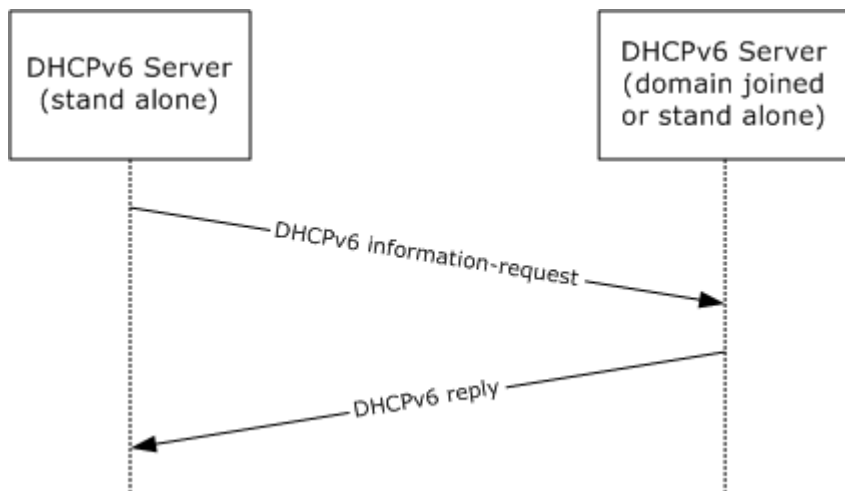 DHCPv6 Server
(stand alone)
DHCPv6 Server
(domain joined
or stand alone)
DHCPv6 information-request
DHCPv6 reply